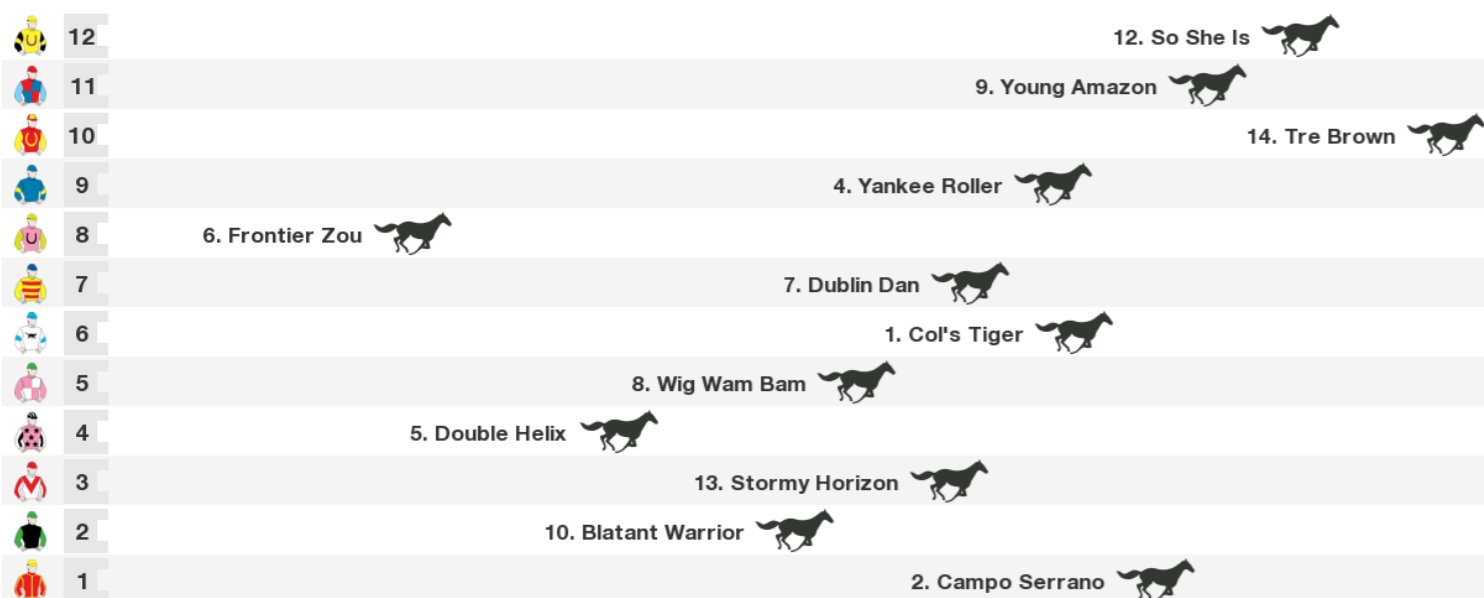 12 12. So She Is
11 9. Young Amazon
10 14. Tre Brown
9 4. Yankee Roller
8 6. Frontier Zou
7 7. Dublin Dan
6 1. Col's Tiger
5 8. Wig Wam Bam
4 5. Double Helix
3 13. Stormy Horizon
2 10. Blatant Warrior
1 2. Campo Serrano